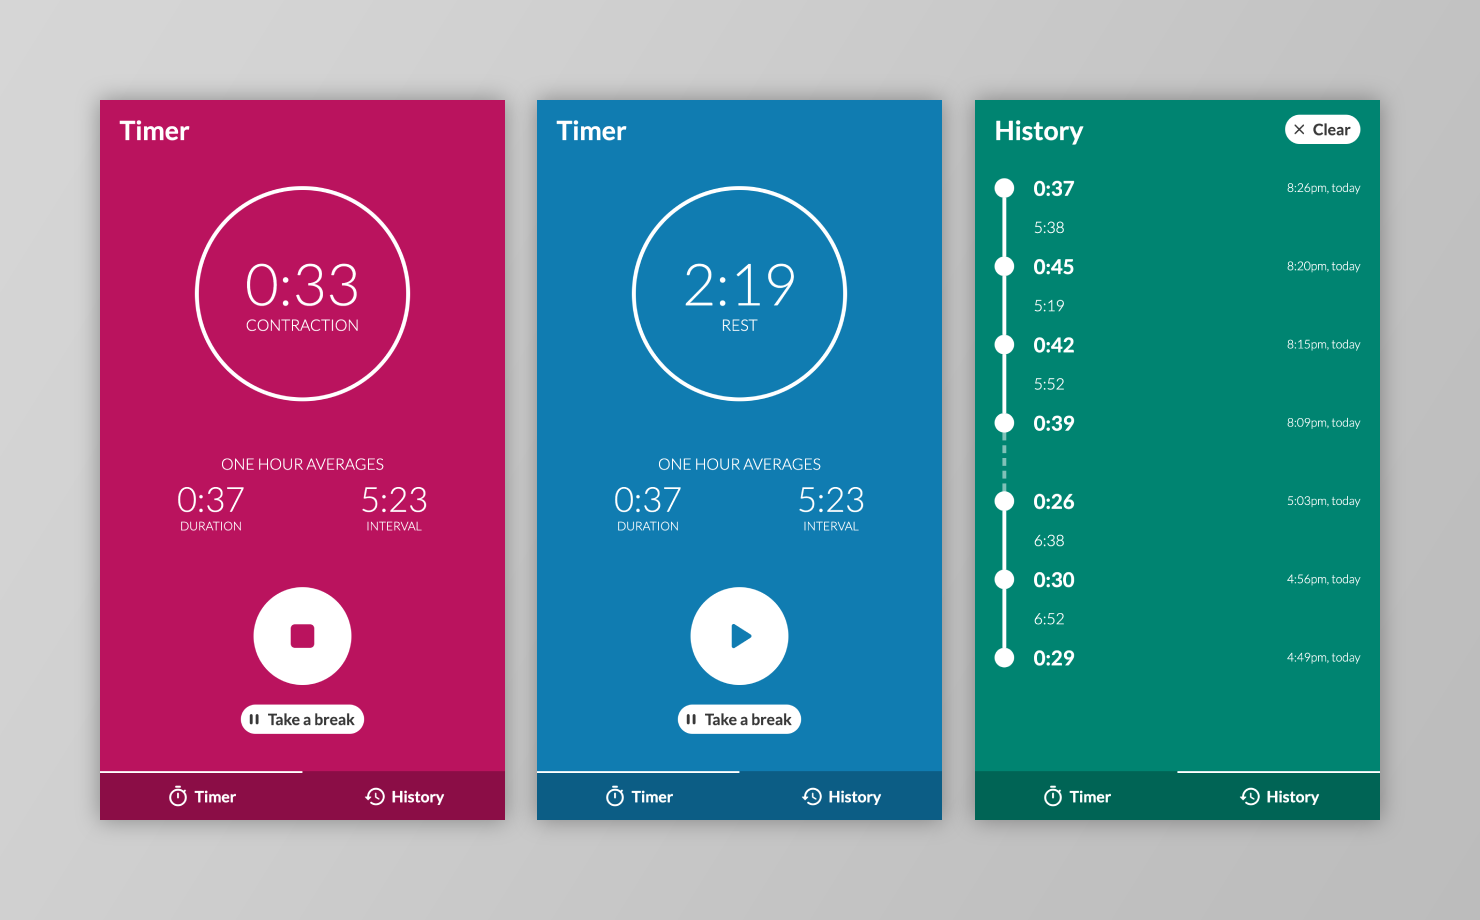 Timer
0:33
CONTRACTION
ONE HOUR AVERAGES
0:37 5:23
DURATION INTERVAL
Take a break
Timer History
Timer
2:19
REST
ONE HOUR AVERAGES
0:37 5:23
DURATION INTERVAL
Take a break
Timer History
History Clear
0:37 8:26pm, today
5:38
0:45 8:20pm, today
5:19
0:42 8:15pm, today
5:52
0:39 8:09pm, today
0:26 5:03pm, today
6:38
0:30 4:56pm, today
6:52
0:29 4:49pm, today
Timer History